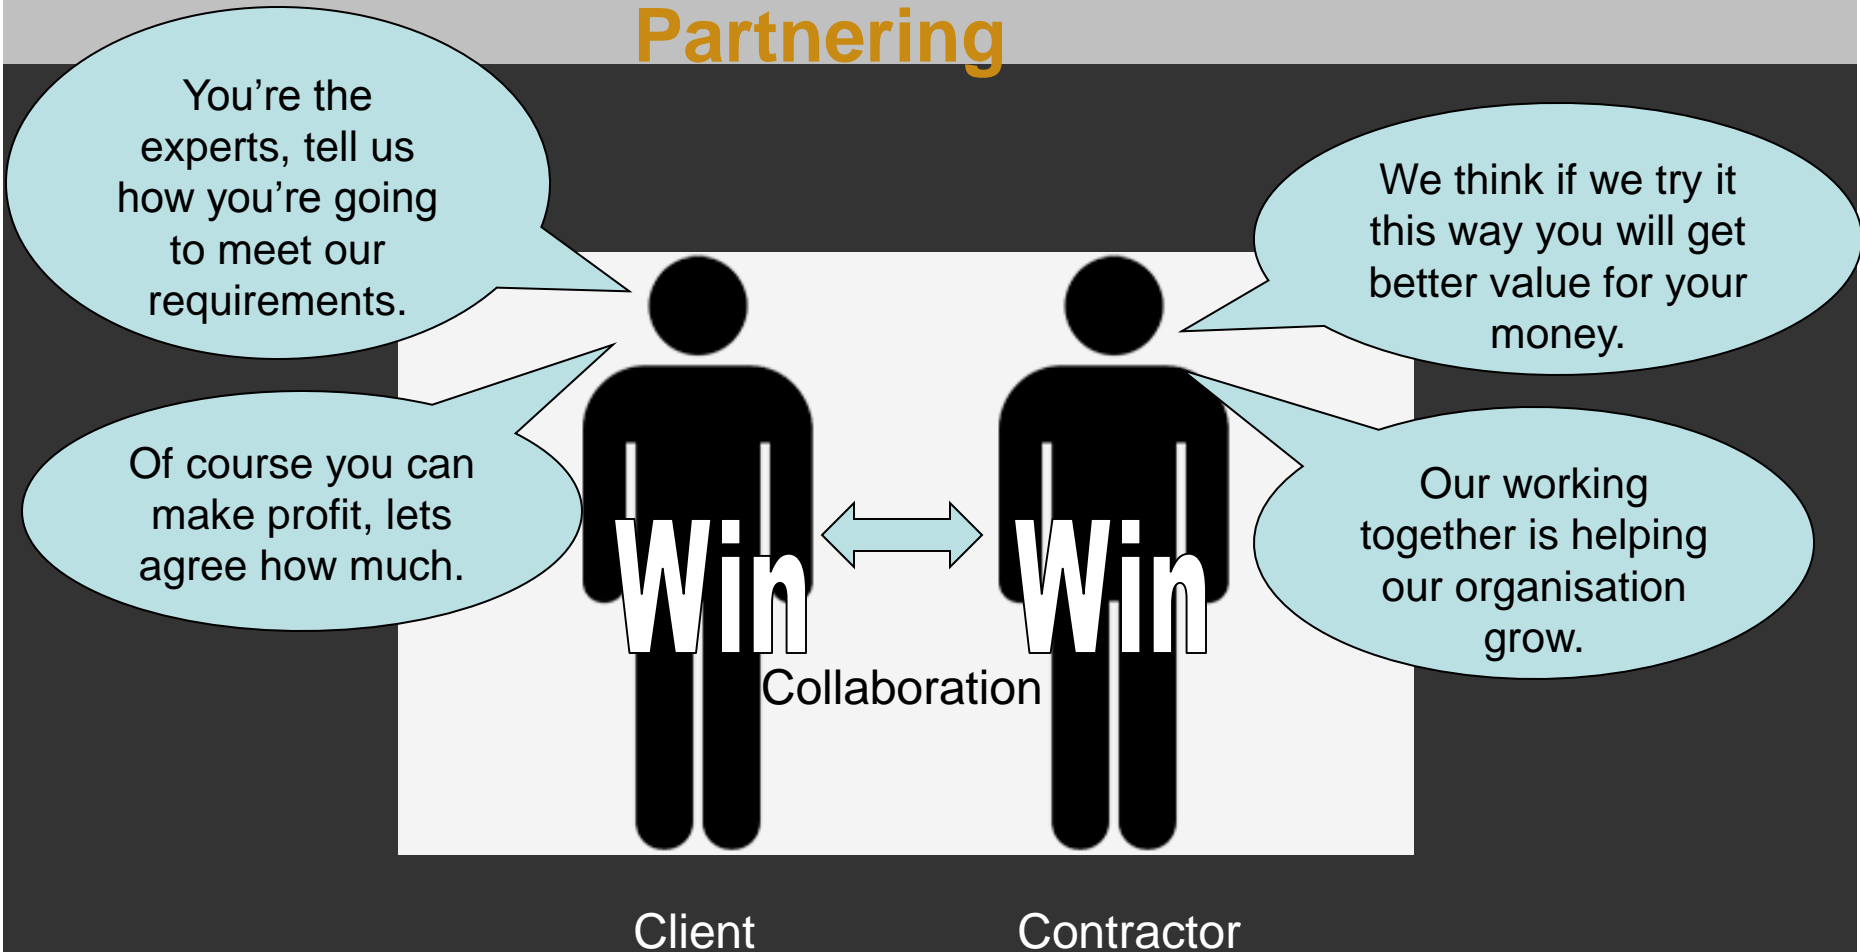 Partnering
You’re the
experts, tell us
how you’re going
to meet our
requirements.
We think if we try it
this way you will get
better value for your
money.
Of course you can
make profit, lets
agree how much.
Our working
together is helping
our organisation
grow.
Win
Win
Collaboration
Client
Contractor